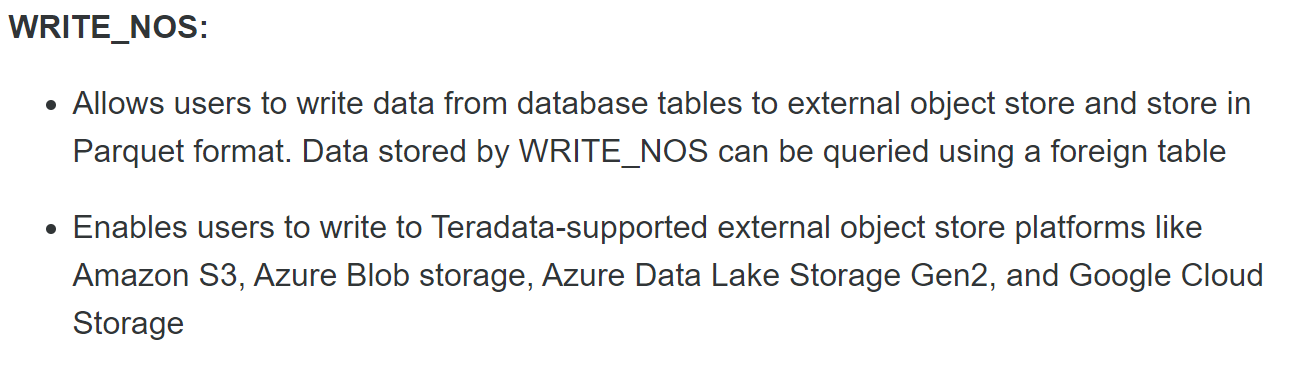 WRITE_NOS:
• Allows users to write data from database tables to external object store and store in
Parquet format. Data stored by WRITE_NOS can be queried using a foreign table
• Enables users to write to Teradata-supported external object store platforms like
Amazon S3, Azure Blob storage, Azure Data Lake Storage Gen2, and Google Cloud
Storage